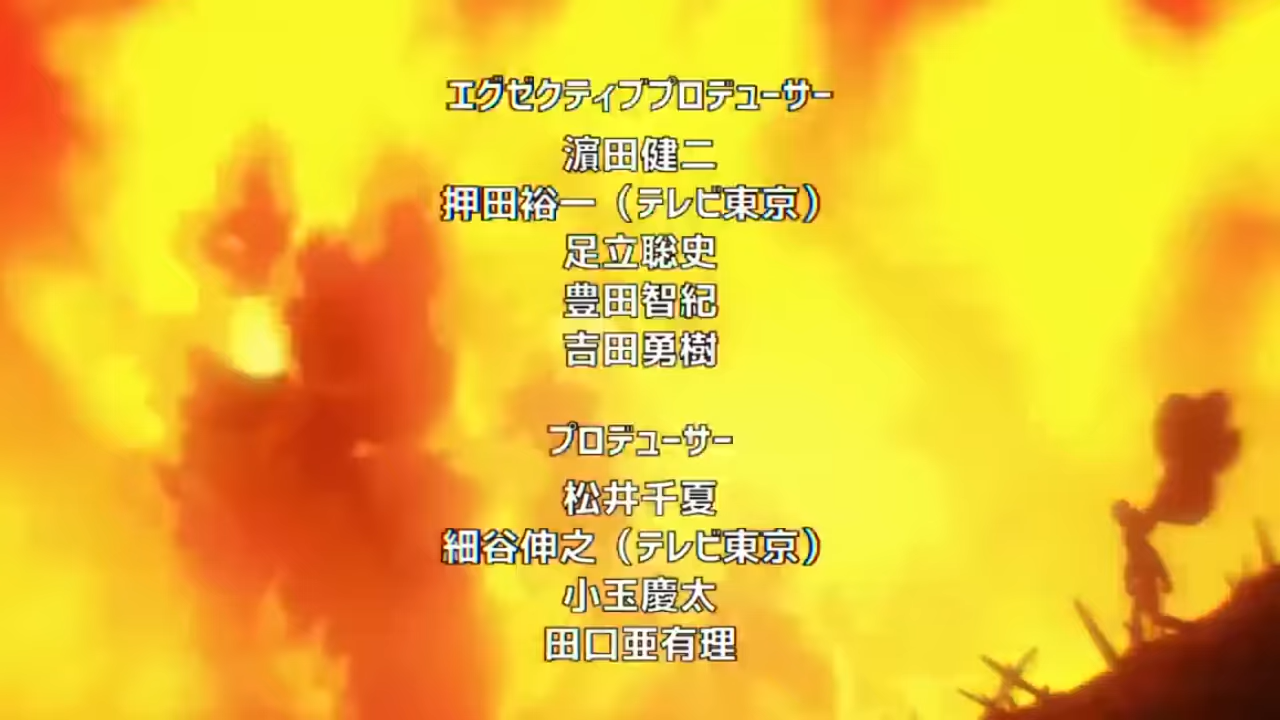 エグゼクティブプロデューサー
濵田健二
押田裕一（テレビ東京）
足立聡史
豊田智紀
吉田勇樹
プロデューサー
松井千夏
細谷伸之（テレビ東京）
小玉慶太
田口亜有理